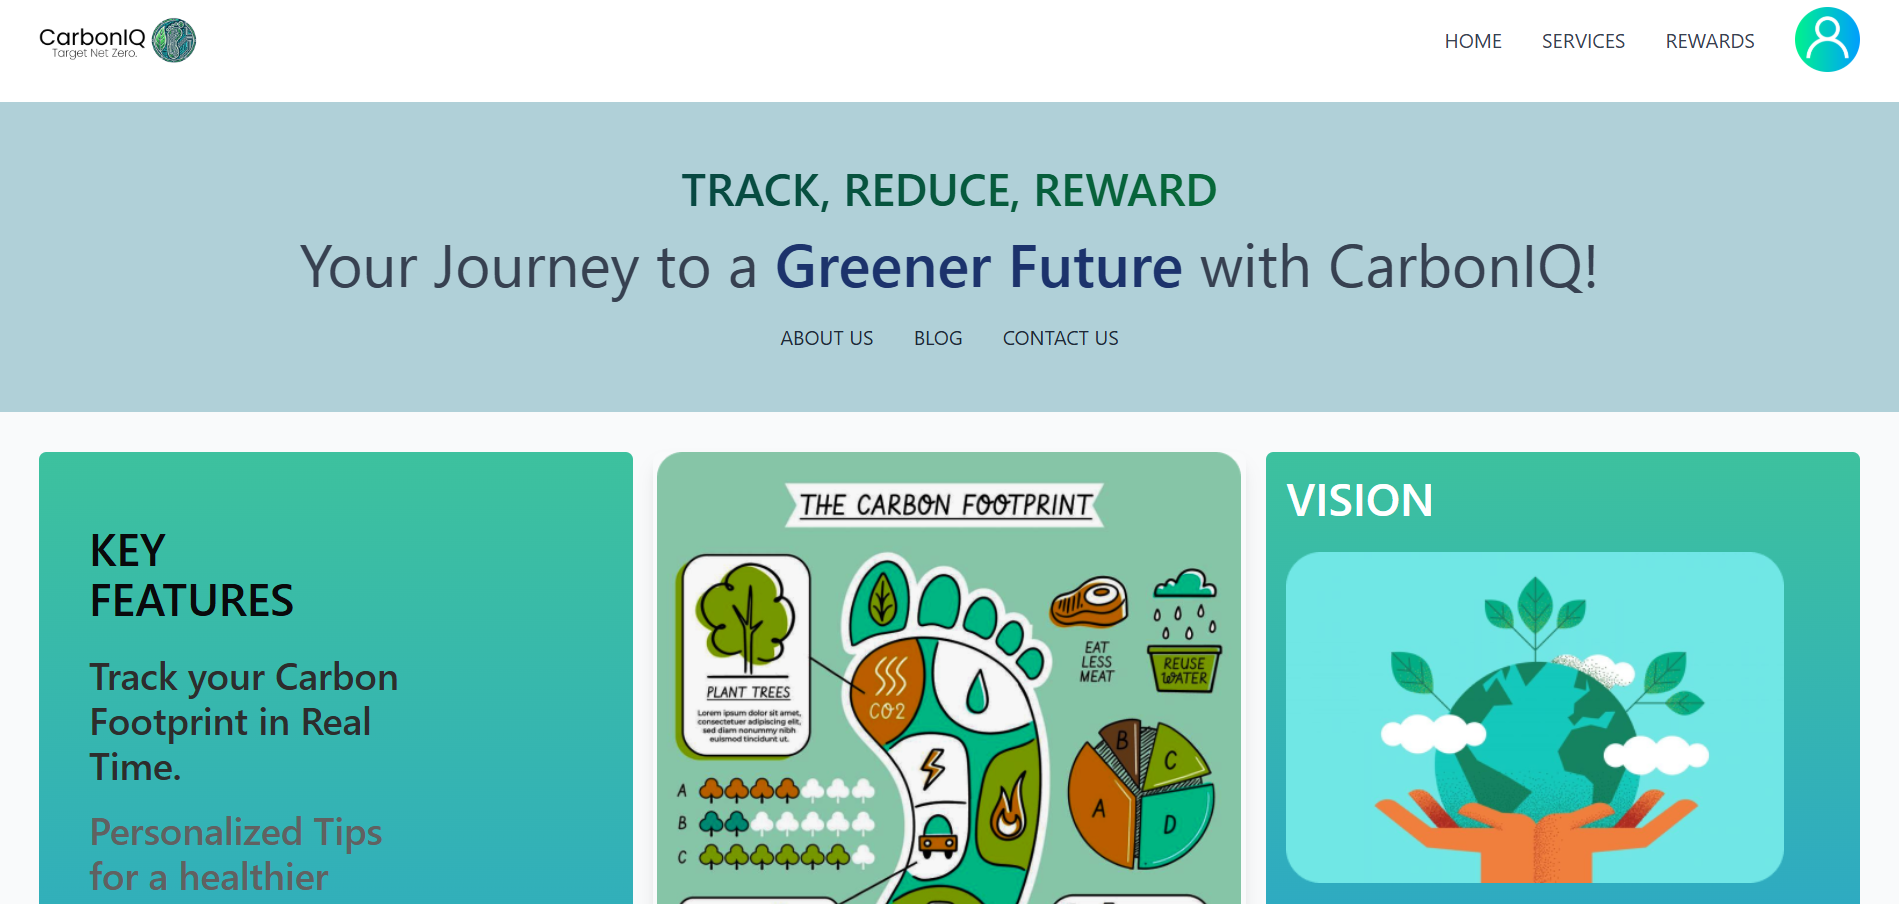 CarbonIQ
Target Net Zero.
HOME SERVICES REWARDS
TRACK, REDUCE, REWARD
Your Journey to a Greener Future with CarbonIQ!
ABOUT US BLOG CONTACT US
KEY
FEATURES
Track your Carbon
Footprint in Real
Time.
Personalized Tips
for a healthier
THE CARBON FOOTPRINT
PLANT TREES
Lorem ipsum dolor sit amet,
consectetuer adipiscing elit,
sed diam nonummy nibh
euismod tincidunt ut.
CO2
EAT
LESS
MEAT
REUSE
WATER
A
B
C
B
C
A
D
VISION